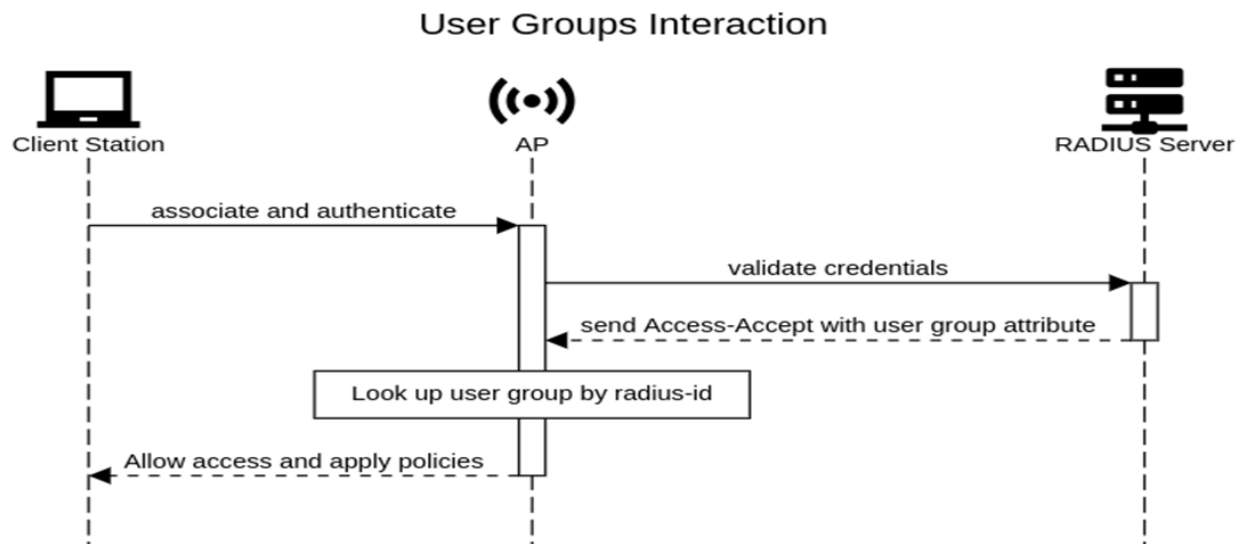 User Groups Interaction
Client Station
AP
RADIUS Server
associate and authenticate
validate credentials
send Access-Accept with user group attribute
Look up user group by radius-id
Allow access and apply policies